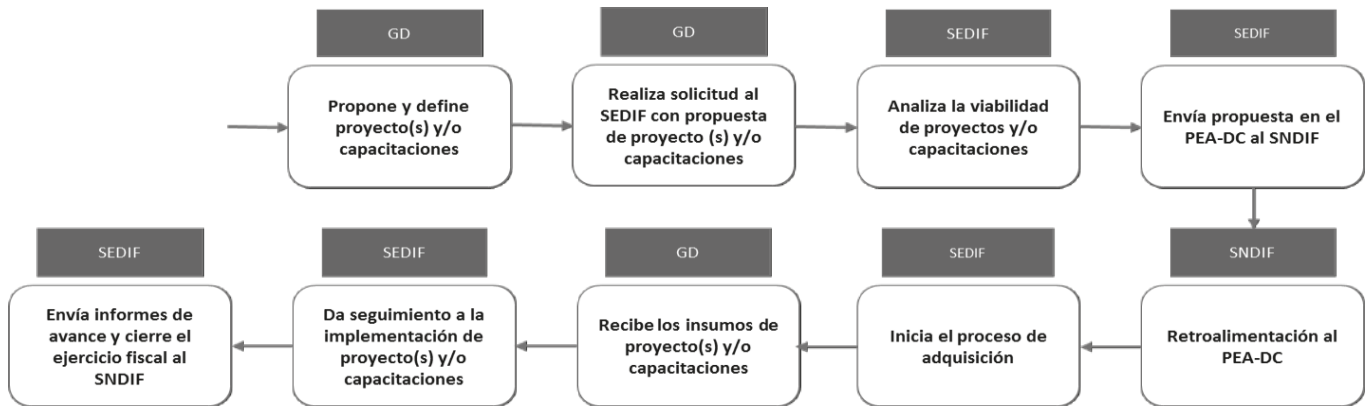 GD
Propone y define
proyecto(s) y/o
capacitaciones
GD
Realiza solicitud al
SEDIF con propuesta
de proyecto (s) y/o
capacitaciones
SEDIF
Analiza la viabilidad
de proyectos y/o
capacitaciones
SEDIF
Envía propuesta en el
PEA-DC al SNDIF
SNDIF
Retroalimentación al
PEA-DC
SEDIF
Inicia el proceso de
adquisición
GD
Recibe los insumos de
proyecto(s) y/o
capacitaciones
SEDIF
Da seguimiento a la
implementación de
proyecto(s) y/o
capacitaciones
SEDIF
Envía informes de
avance y cierre el
ejercicio fiscal al
SNDIF